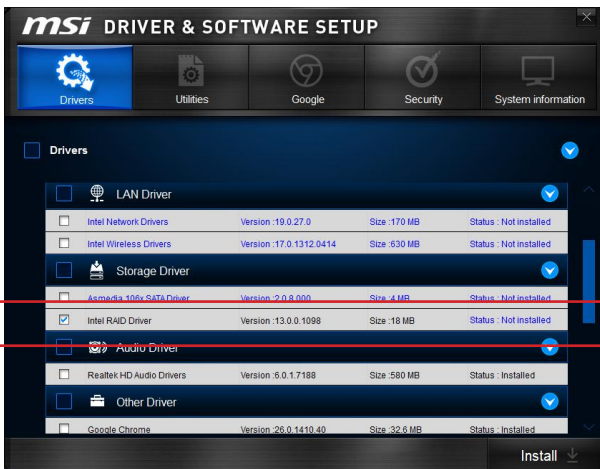 msi DRIVER & SOFTWARE SETUP
Drivers Utilities Google Security System information
Drivers
LAN Driver
Intel Network Drivers Version :19.0.27.0 Size :170 MB Status : Not installed
Intel Wireless Drivers Version :17.0.1312.0414 Size :630 MB Status : Not installed
Storage Driver
Asmedia 106x SATA Driver Version :2.0.8.000 Size :4 MB Status : Not installed
Intel RAID Driver Version :13.0.0.1098 Size :18 MB Status : Not installed
Audio Driver
Realtek HD Audio Drivers Version :6.0.1.7188 Size :580 MB Status : Installed
Other Driver
Google Chrome Version :26.0.1410.40 Size :32.6 MB Status : Installed
Install